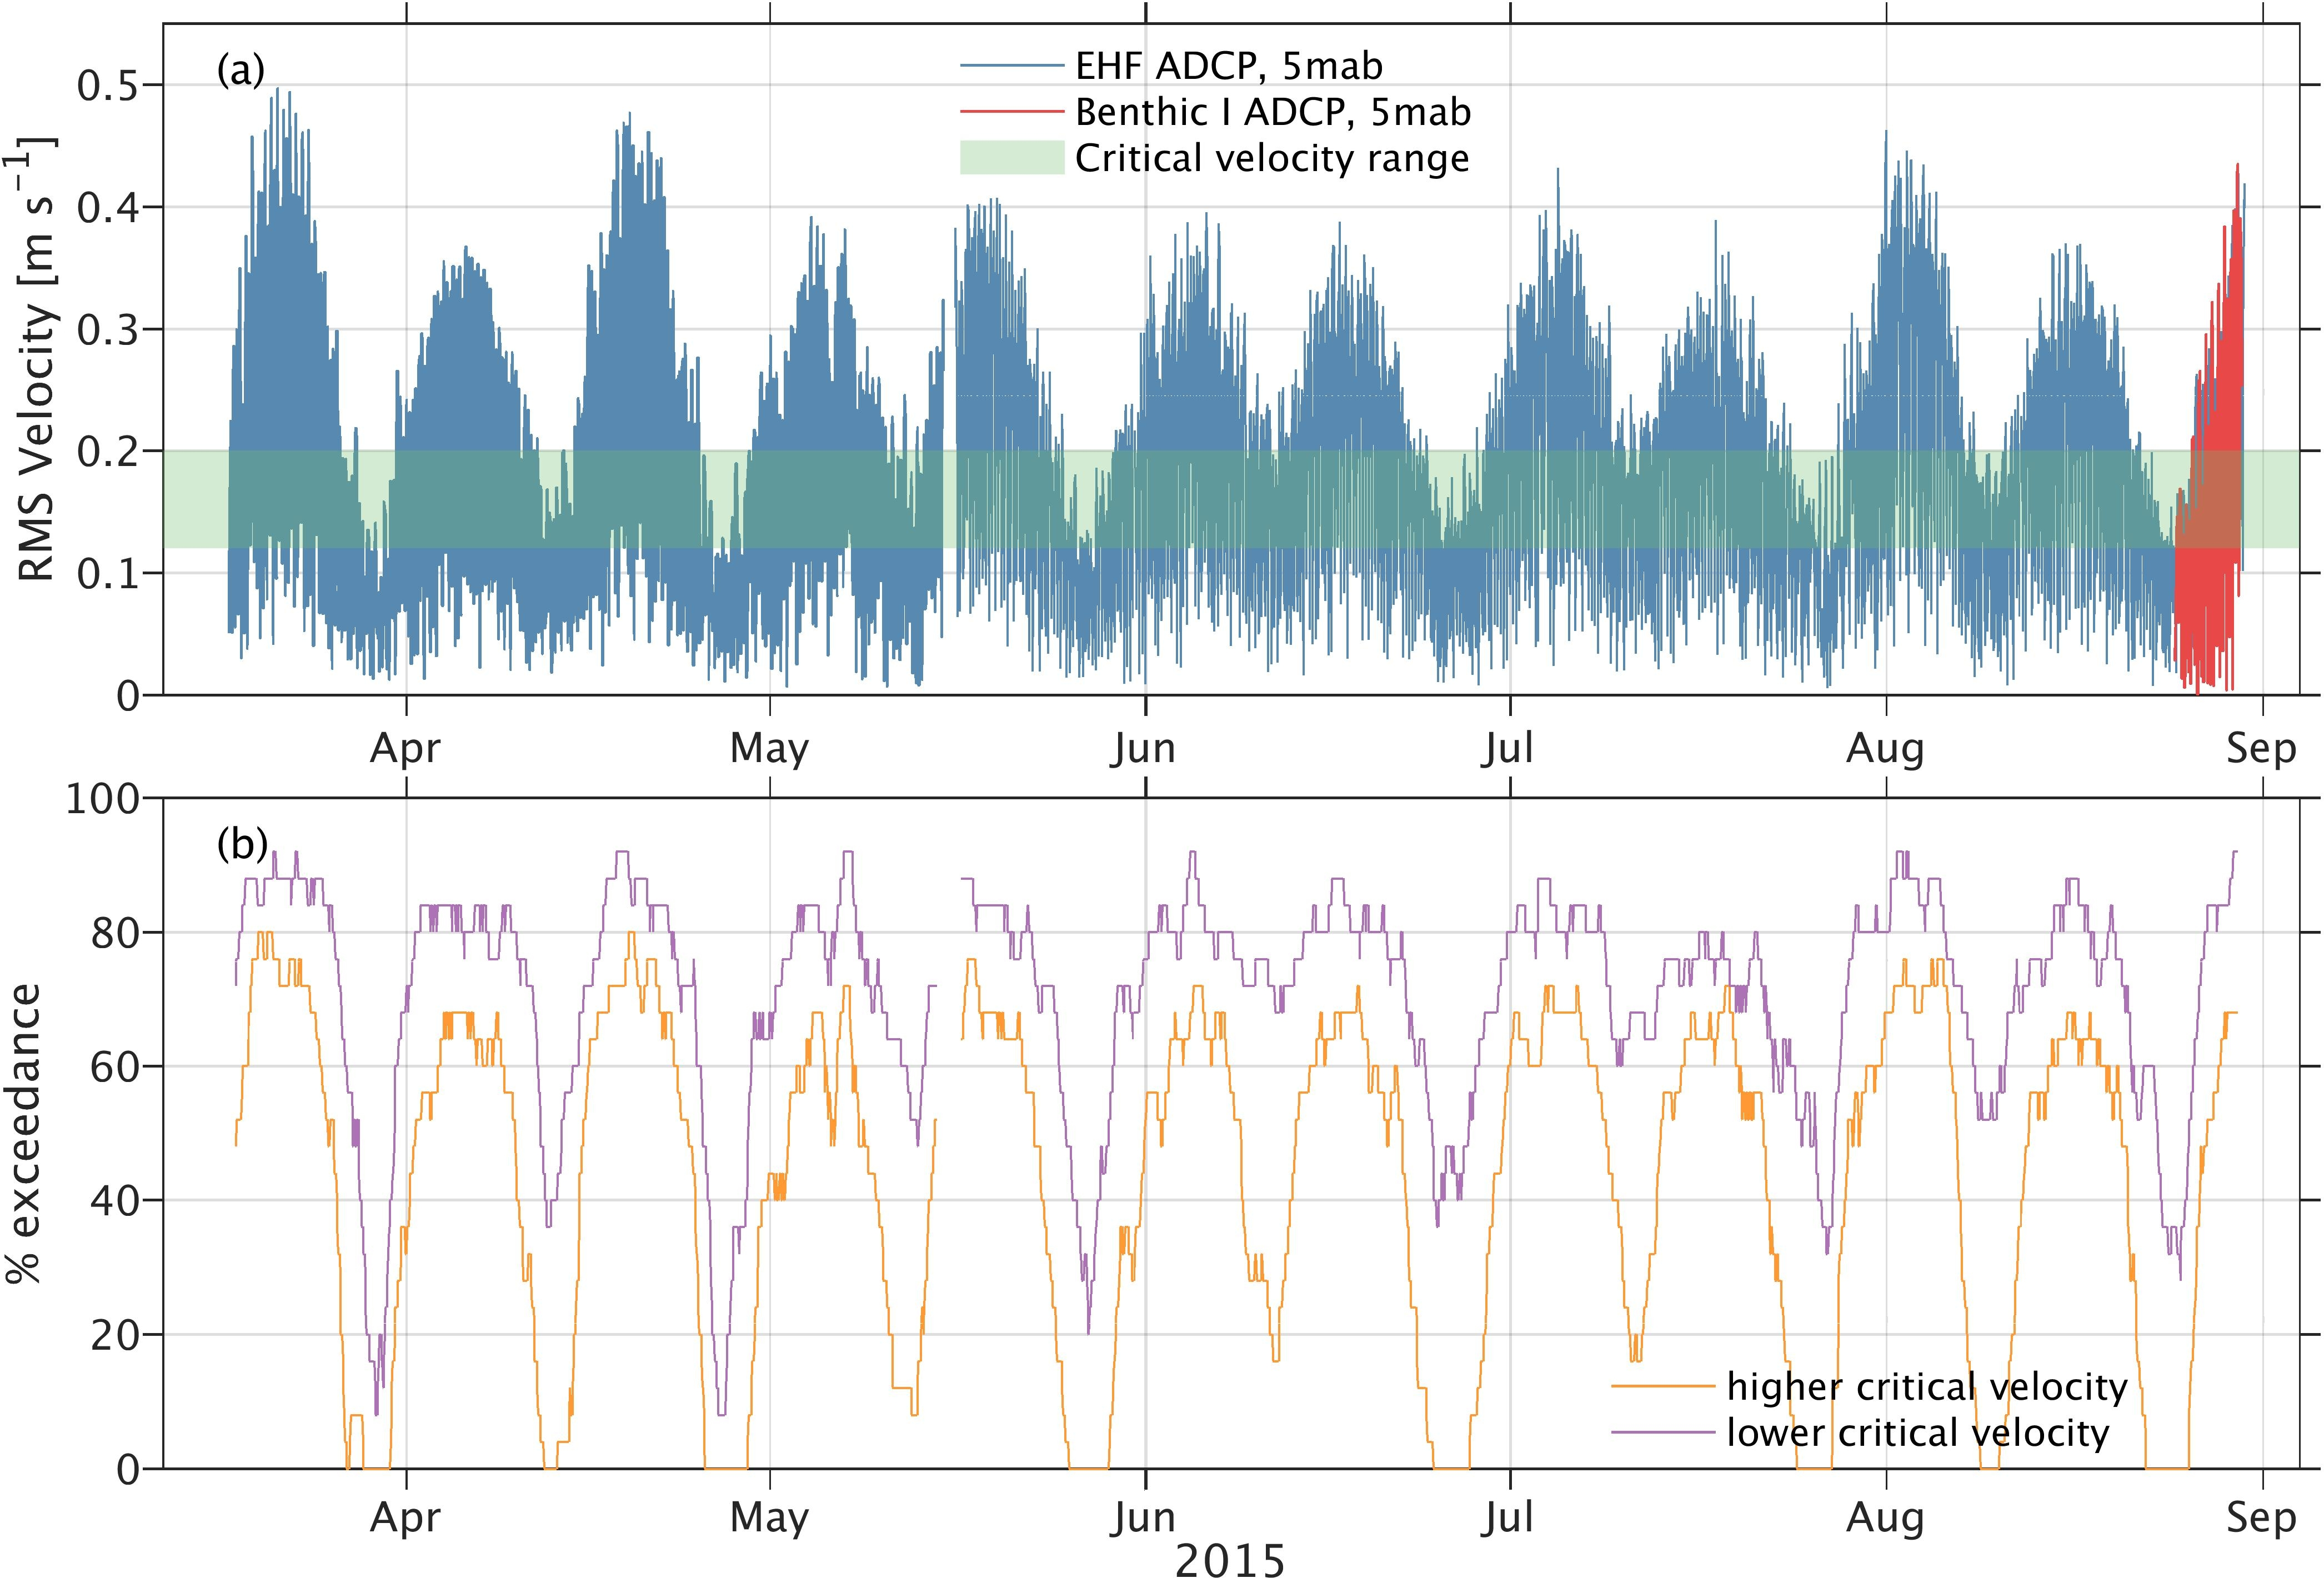 (a)
EHF ADCP, 5mab
Benthic I ADCP, 5mab
Critical velocity range
RMS Velocity [m s⁻¹]
0.5
0.4
0.3
0.2
0.1
0
Apr May Jun Jul Aug Sep
(b)
% exceedance
100
80
60
40
20
0
higher critical velocity
lower critical velocity
Apr May Jun Jul Aug Sep
2015